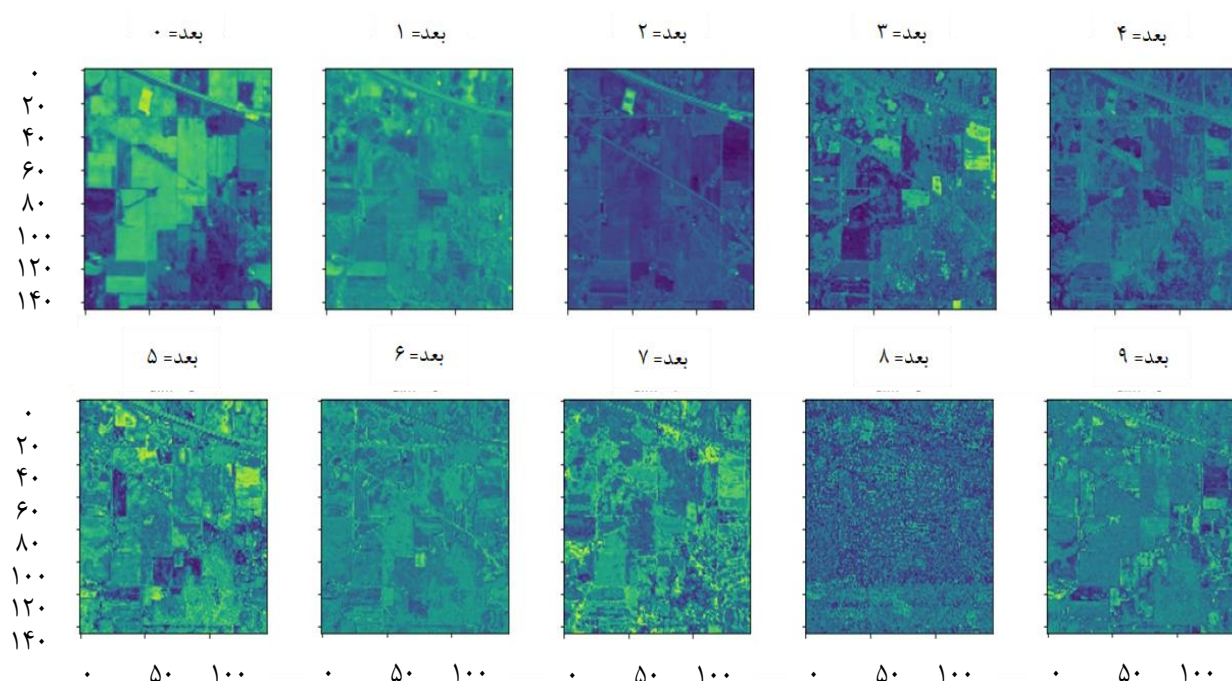 بعد= ۰
بعد= ۱
بعد= ۲
بعد= ۳
بعد= ۴
۰
۲۰
۴۰
۶۰
۸۰
۱۰۰
۱۲۰
۱۴۰
بعد= ۵
بعد= ۶
بعد= ۷
بعد= ۸
بعد= ۹
۰
۲۰
۴۰
۶۰
۸۰
۱۰۰
۱۲۰
۱۴۰
۰ ۵۰ ۱۰۰ ۰ ۵۰ ۱۰۰ ۰ ۵۰ ۱۰۰ ۰ ۵۰ ۱۰۰ ۰ ۵۰ ۱۰۰